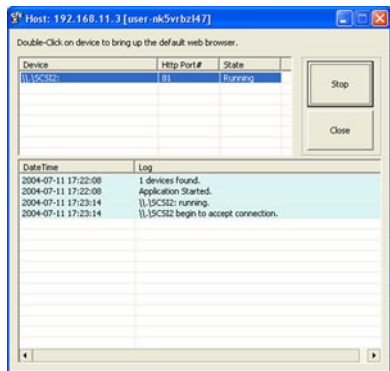 Host: 192.168.11.3 [user-nk5vrbzl47]
Double-Click on device to bring up the default web browser.
Device Http Port# State
\\.\SCSI2: 81 Running
Stop
Close
DateTime Log
2004-07-11 17:22:08 1 devices found.
2004-07-11 17:22:08 Application Started.
2004-07-11 17:23:14 \\.\SCSI2: running.
2004-07-11 17:23:14 \\.\SCSI2 begin to accept connection.